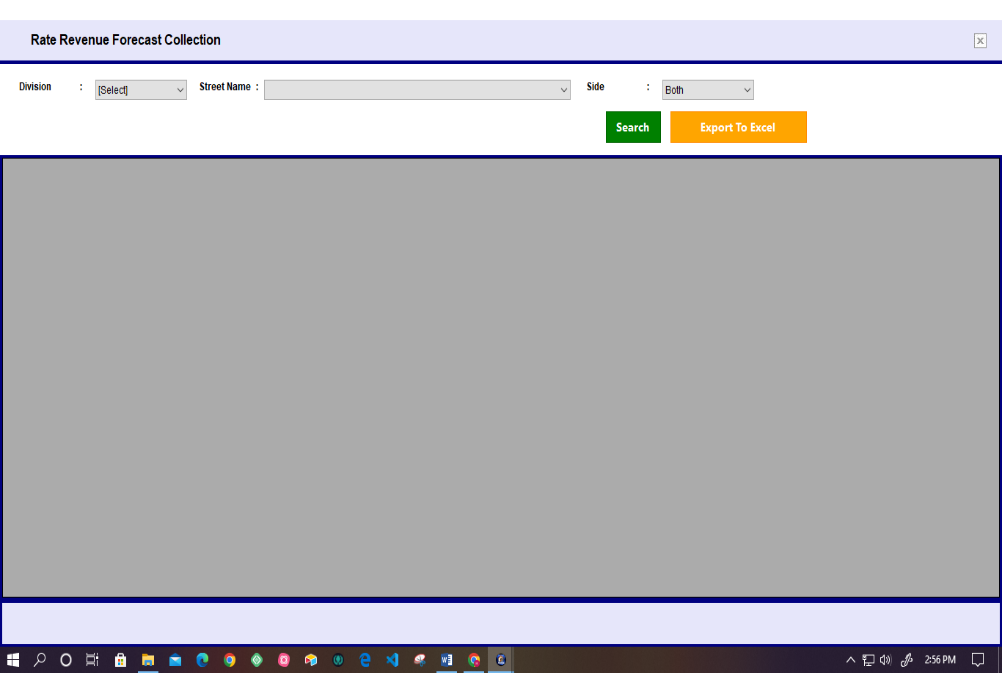 Rate Revenue Forecast Collection
Division : [Select] Street Name : Side : Both
Search Export To Excel
2:56 PM